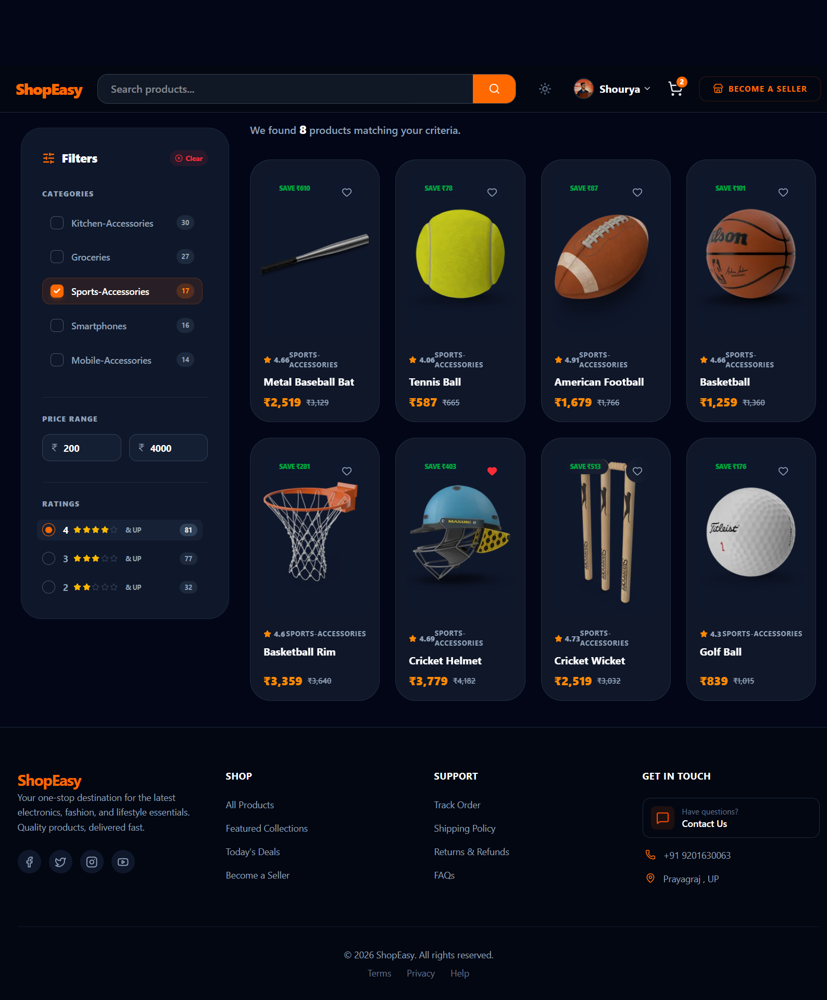 ShopEasy
Search products...
Shourya
2
BECOME A SELLER
We found 8 products matching your criteria.
Filters
Clear
CATEGORIES
Kitchen-Accessories 30
Groceries 27
Sports-Accessories 17
Smartphones 16
Mobile-Accessories 14
PRICE RANGE
₹ 200
₹ 4000
RATINGS
4 & UP 81
3 & UP 77
2 & UP 32
SAVE ₹610
4.66 SPORTS-
ACCESSORIES
Metal Baseball Bat
₹2,519 ₹3,129
SAVE ₹78
4.06 SPORTS-
ACCESSORIES
Tennis Ball
₹587 ₹665
SAVE ₹87
4.91 SPORTS-
ACCESSORIES
American Football
₹1,679 ₹1,766
SAVE ₹101
ilson
4.66 SPORTS-
ACCESSORIES
Basketball
₹1,259 ₹1,360
SAVE ₹281
4.6 SPORTS-ACCESSORIES
Basketball Rim
₹3,359 ₹3,640
SAVE ₹403
MASURI
4.69 SPORTS-
ACCESSORIES
Cricket Helmet
₹3,779 ₹4,182
SAVE ₹513
Slazenger
Slazenger
Slazenger
4.73 SPORTS-
ACCESSORIES
Cricket Wicket
₹2,519 ₹3,032
SAVE ₹176
Titleist
1
4.3 SPORTS-ACCESSORIES
Golf Ball
₹839 ₹1,015
ShopEasy
Your one-stop destination for the latest
electronics, fashion, and lifestyle essentials.
Quality products, delivered fast.
SHOP
All Products
Featured Collections
Today's Deals
Become a Seller
SUPPORT
Track Order
Shipping Policy
Returns & Refunds
FAQs
GET IN TOUCH
Have questions?
Contact Us
+91 9201630063
Prayagraj , UP
© 2026 ShopEasy. All rights reserved.
Terms Privacy Help